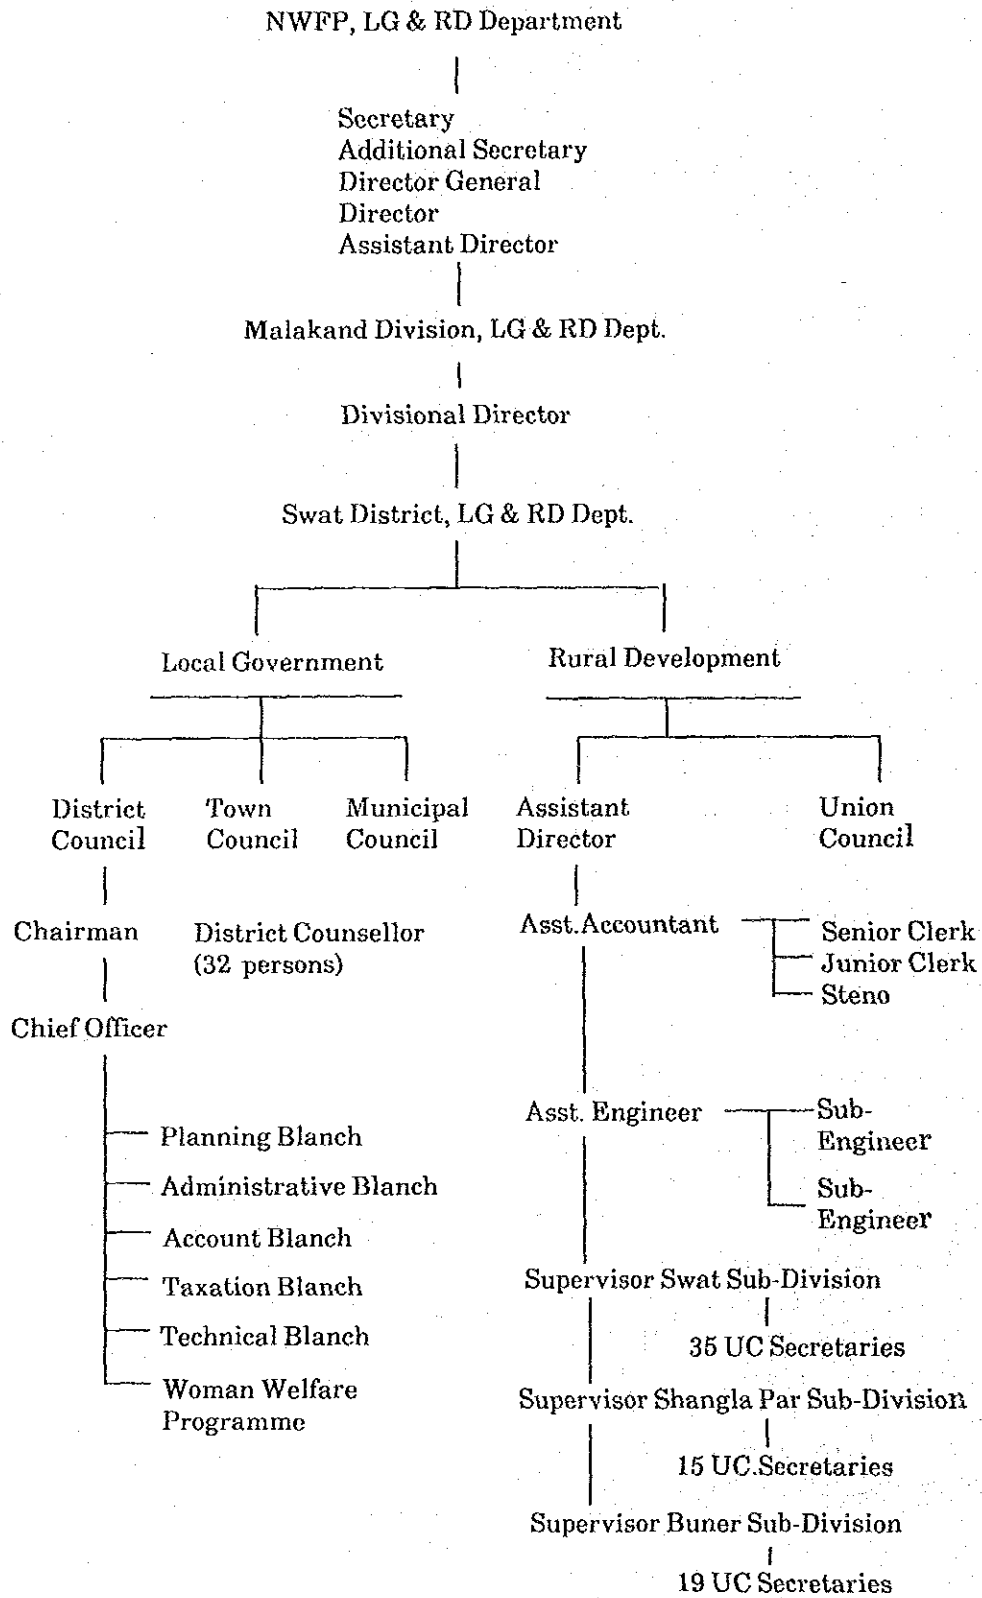 NWFP, LG & RD Department
Secretary
Additional Secretary
Director General
Director
Assistant Director
Malakand Division, LG & RD Dept.
Divisional Director
Swat District, LG & RD Dept.
Local Government
Rural Development
District
Council
Town
Council
Municipal
Council
Assistant
Director
Union
Council
Chairman
District Counsellor
(32 persons)
Chief Officer
Planning Blanch
Administrative Blanch
Account Blanch
Taxation Blanch
Technical Blanch
Woman Welfare
Programme
Asst.Accountant
Senior Clerk
Junior Clerk
Steno
Asst. Engineer
Sub-
Engineer
Sub-
Engineer
Supervisor Swat Sub-Division
35 UC Secretaries
Supervisor Shangla Par Sub-Division
15 UC.Secretaries
Supervisor Buner Sub-Division
19 UC Secretaries